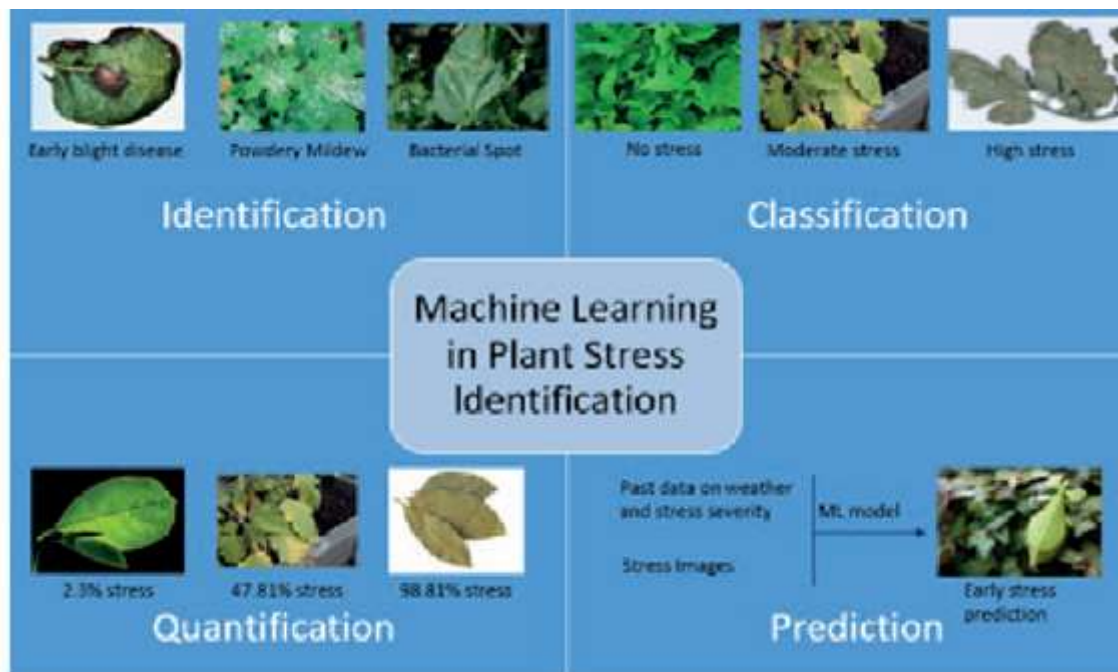 Early blight disease
Powdery Mildew
Bacterial Spot
Identification
No stress
Moderate stress
High stress
Classification
Machine Learning
in Plant Stress
Identification
2.3% stress
47.81% stress
98.81% stress
Quantification
Past data on weather
and stress severity
Stress Images
ML model
Early stress
prediction
Prediction